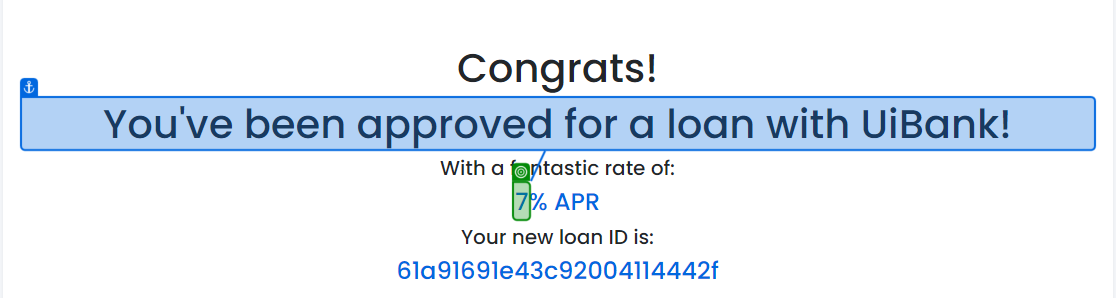 Congrats!
You've been approved for a loan with UiBank!
With a fantastic rate of:
7% APR
Your new loan ID is:
61a91691e43c92004114442f